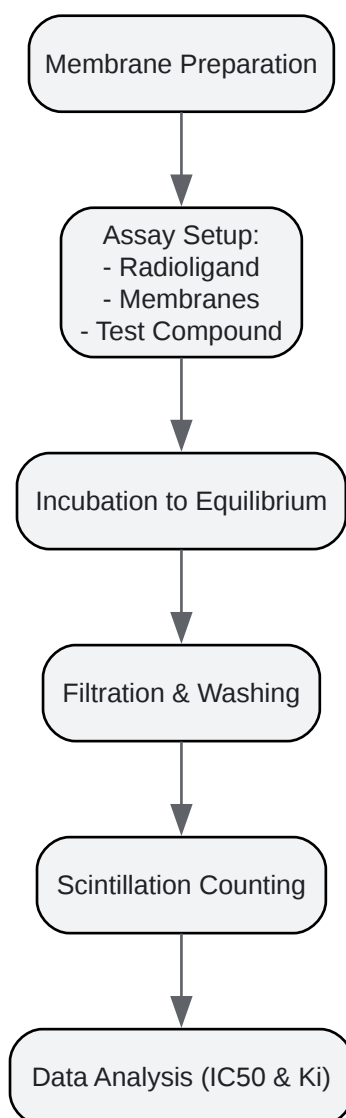 Membrane Preparation
Assay Setup:
- Radioligand
- Membranes
- Test Compound
Incubation to Equilibrium
Filtration & Washing
Scintillation Counting
Data Analysis (IC50 & Ki)